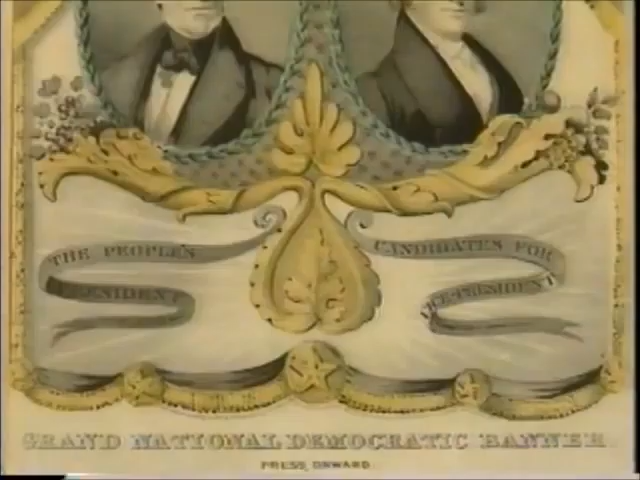 THE PEOPLES CANDIDATES FOR
PRESIDENT VICE PRESIDENT
GRAND NATIONAL DEMOCRATIC BANNER.
PRESS ONWARD.